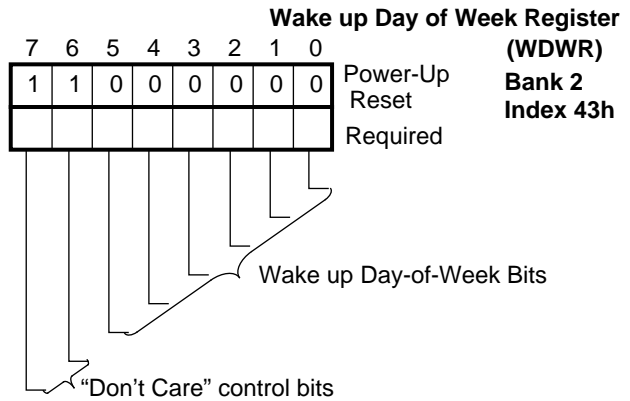 Wake up Day of Week Register
(WDWR)
Bank 2
Index 43h
7 6 5 4 3 2 1 0
1 1 0 0 0 0 0 0
Power-Up
Reset
Required
Wake up Day-of-Week Bits
“Don’t Care” control bits